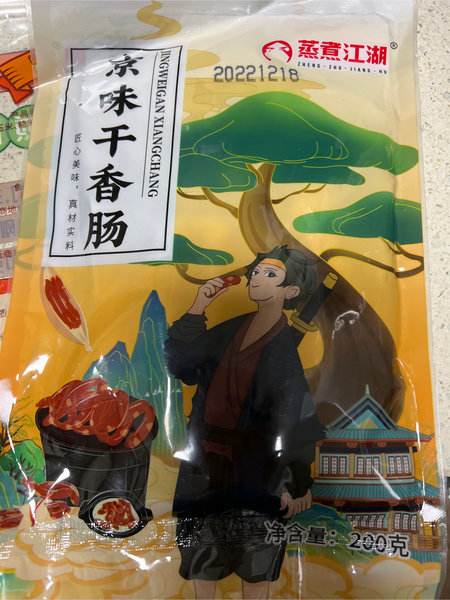 蒸煮江湖®
ZHENG·ZHU·JIANG·HU
20221218
京味干香肠
JINGWEIGAN XIANGCHANG
匠心美味，真材实料
净含量：200克